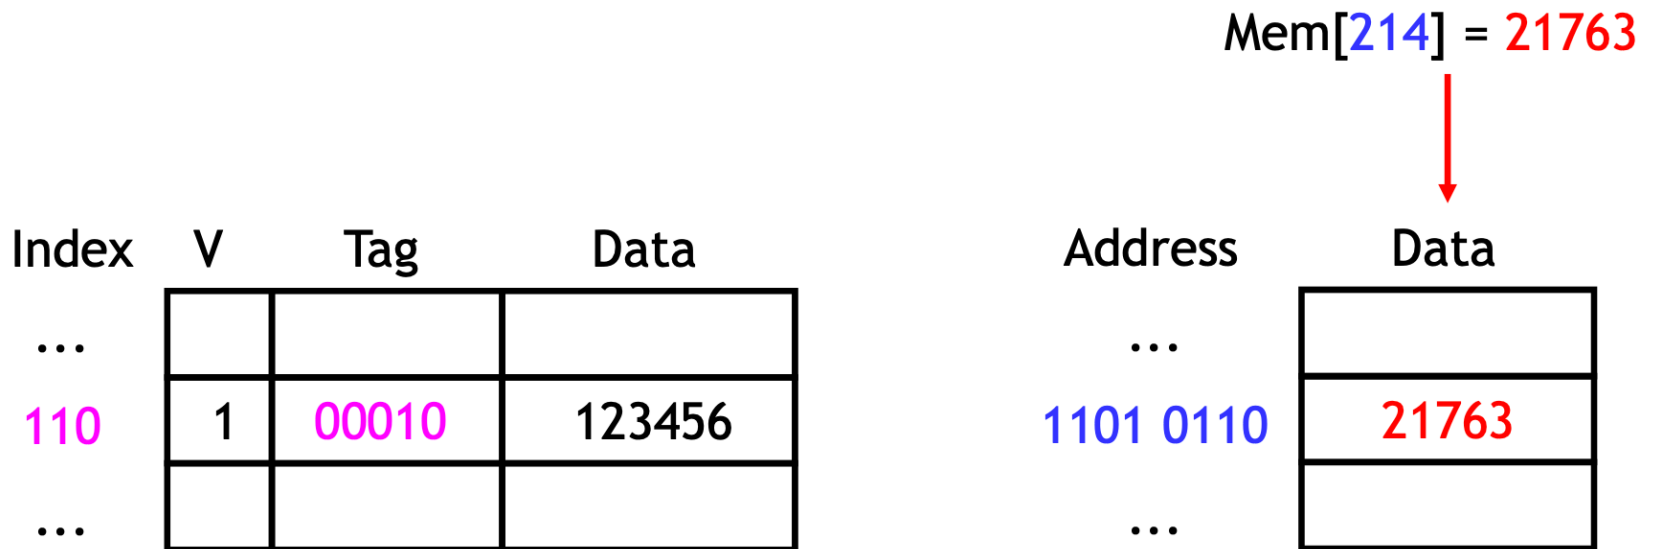 Mem[214] = 21763
Index V Tag Data Address Data
... ...
110 1 00010 123456 1101 0110 21763
... ...